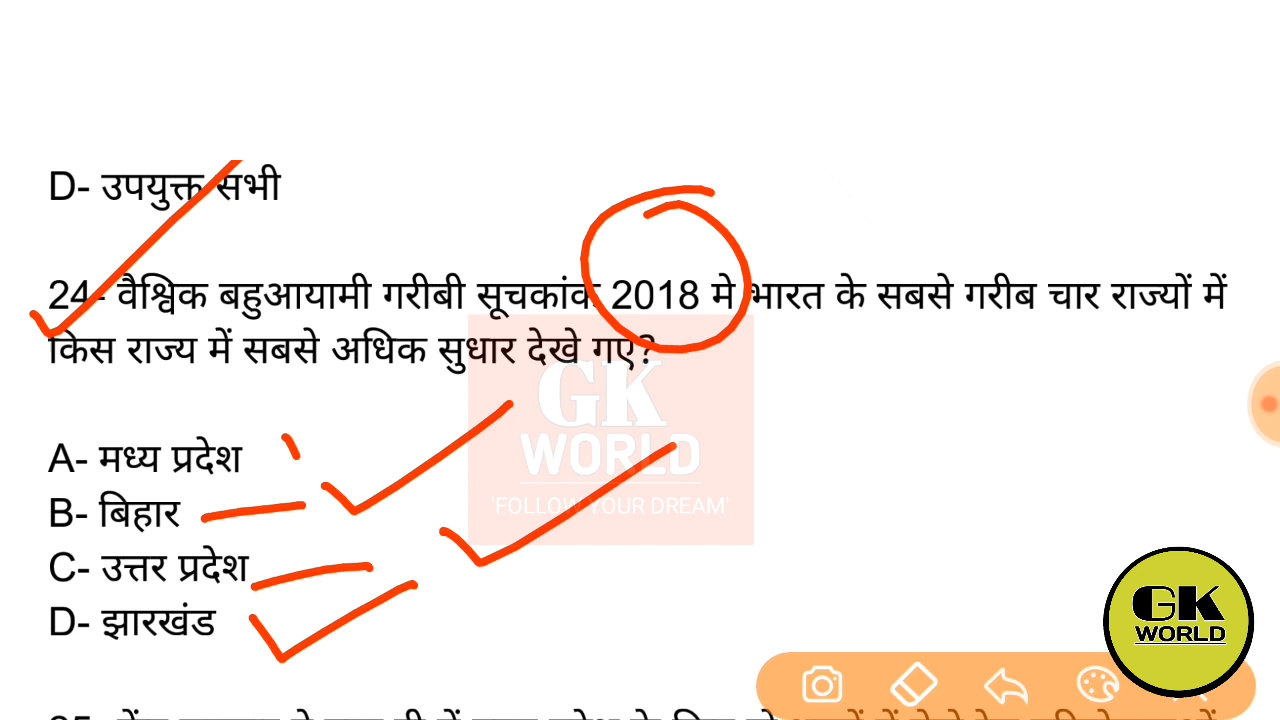 D- उपयुक्त सभी
24- वैश्विक बहुआयामी गरीबी सूचकांक 2018 मे भारत के सबसे गरीब चार राज्यों में
किस राज्य में सबसे अधिक सुधार देखे गए?
GK
WORLD
'FOLLOW YOUR DREAM'
A- मध्य प्रदेश
B- बिहार
C- उत्तर प्रदेश
D- झारखंड
GK
WORLD